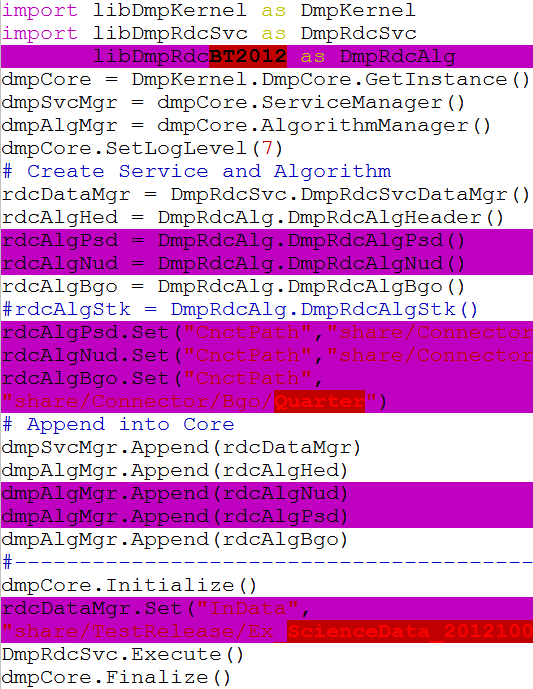 import libDmpKernel as DmpKernel
import libDmpRdcSvc as DmpRdcSvc
libDmpRdcBT2012 as DmpRdcAlg
dmpCore = DmpKernel.DmpCore.GetInstance()
dmpSvcMgr = dmpCore.ServiceManager()
dmpAlgMgr = dmpCore.AlgorithmManager()
dmpCore.SetLogLevel(7)
# Create Service and Algorithm
rdcDataMgr = DmpRdcSvc.DmpRdcSvcDataMgr()
rdcAlgHed = DmpRdcAlg.DmpRdcAlgHeader()
rdcAlgPsd = DmpRdcAlg.DmpRdcAlgPsd()
rdcAlgNud = DmpRdcAlg.DmpRdcAlgNud()
rdcAlgBgo = DmpRdcAlg.DmpRdcAlgBgo()
#rdcAlgStk = DmpRdcAlg.DmpRdcAlgStk()
rdcAlgPsd.Set("CnctPath","share/Connector
rdcAlgNud.Set("CnctPath","share/Connector
rdcAlgBgo.Set("CnctPath",
"share/Connector/Bgo/Quarter")
# Append into Core
dmpSvcMgr.Append(rdcDataMgr)
dmpAlgMgr.Append(rdcAlgHed)
dmpAlgMgr.Append(rdcAlgNud)
dmpAlgMgr.Append(rdcAlgPsd)
dmpAlgMgr.Append(rdcAlgBgo)
#-----------------------------------------
dmpCore.Initialize()
rdcDataMgr.Set("InData",
"share/TestRelease/Ex_ScienceData_2012100
DmpRdcSvc.Execute()
dmpCore.Finalize()